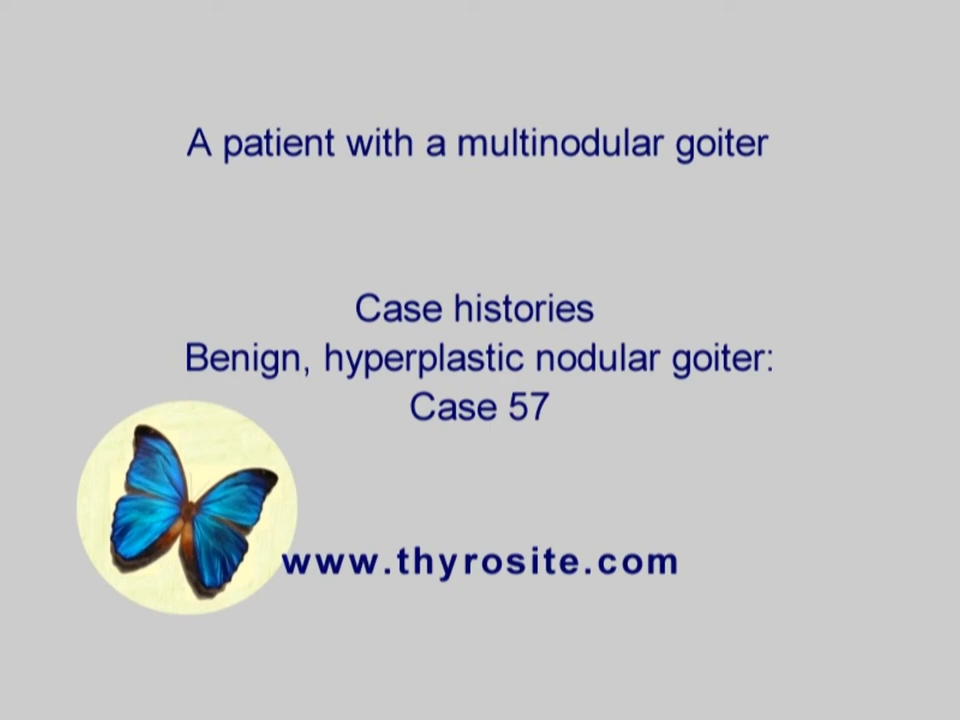 A patient with a multinodular goiter
Case histories
Benign, hyperplastic nodular goiter:
Case 57
www.thyrosite.com